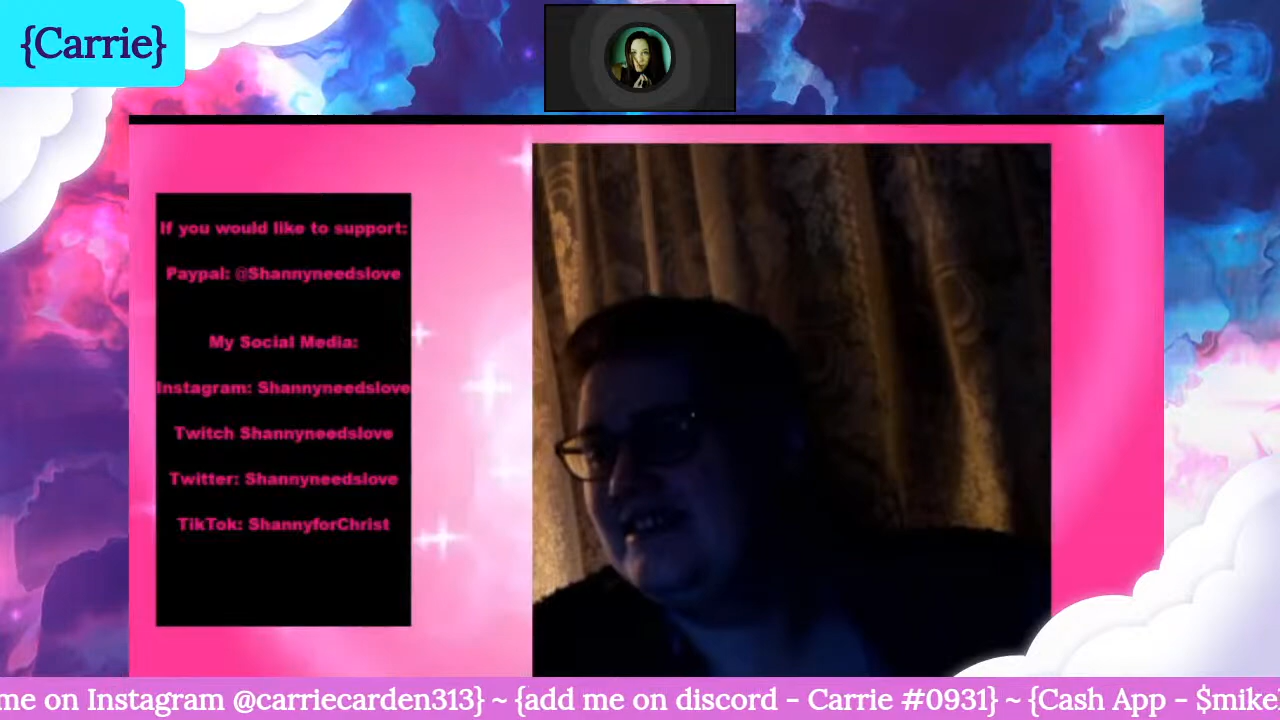 {Carrie}
If you would like to support:
Paypal: @Shannyneedslove
My Social Media:
Instagram: Shannyneedslove
Twitch Shannyneedslove
Twitter: Shannyneedslove
TikTok: ShannyforChrist
me on Instagram @carriecarden313} ~ {add me on discord - Carrie #0931} ~ {Cash App - $mike